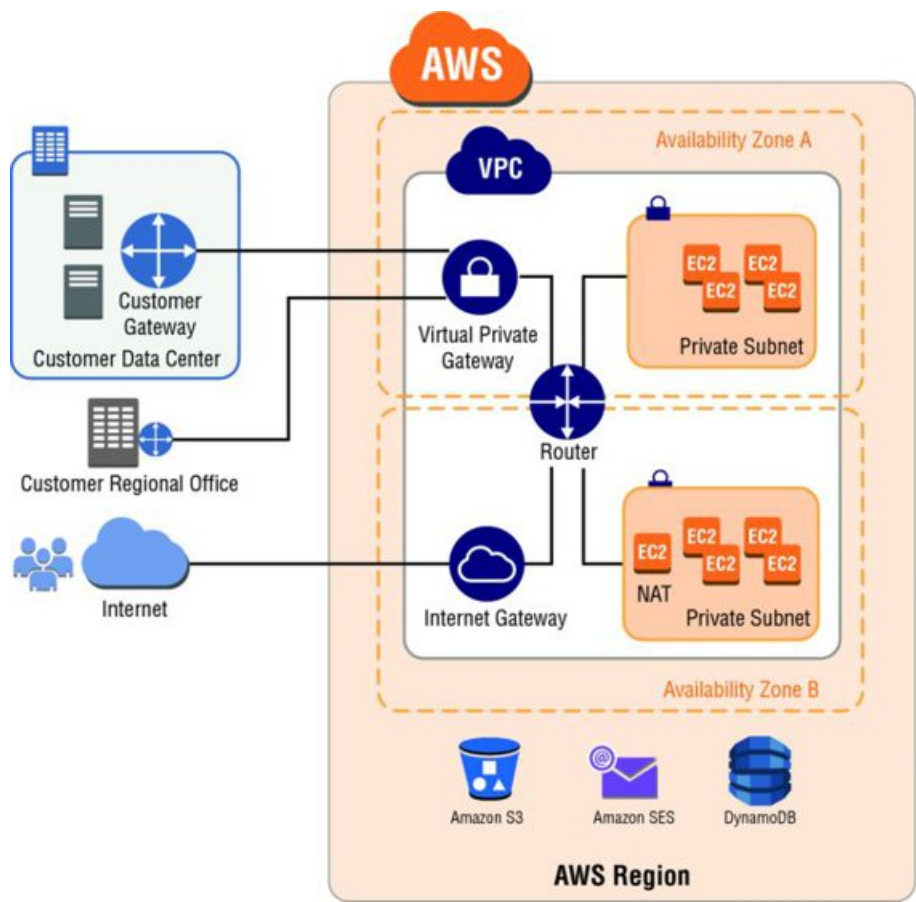 AWS
Availability Zone A
VPC
EC2
EC2
EC2
EC2
Private Subnet
Customer
Gateway
Customer Data Center
Virtual Private
Gateway
Router
Customer Regional Office
Internet
Internet Gateway
EC2
EC2
EC2
EC2
EC2
NAT
Private Subnet
Availability Zone B
@
Amazon S3
Amazon SES
DynamoDB
AWS Region